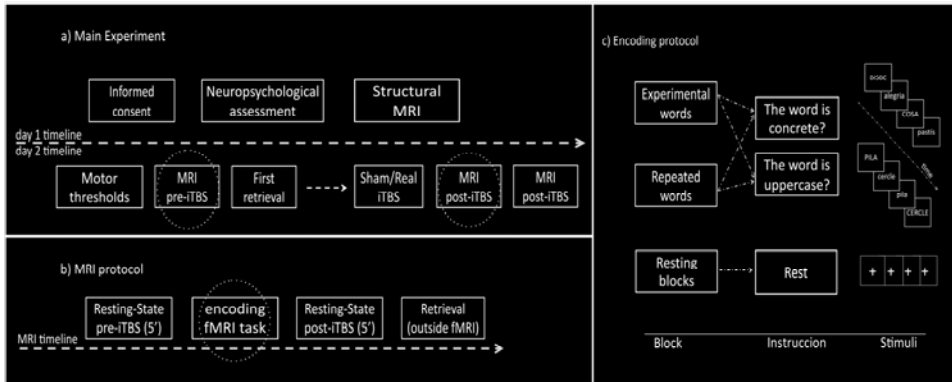 a) Main Experiment
Informed
consent
Neuropsychological
assessment
Structural
MRI
day 1 timeline
day 2 timeline
Motor
thresholds
MRI
pre-iTBS
First
retrieval
Sham/Real
iTBS
MRI
post-iTBS
MRI
post-iTBS
b) MRI protocol
Resting-State
pre-iTBS (5')
encoding
fMRI task
Resting-State
post-iTBS (5')
Retrieval
(outside fMRI)
MRI timeline
c) Encoding protocol
Experimental
words
Repeated
words
Resting
blocks
The word is
concrete?
The word is
uppercase?
Rest
alegria
COSA
pastis
PILA
cercle
pila
CERCLE
time
Block
Instruccion
Stimuli